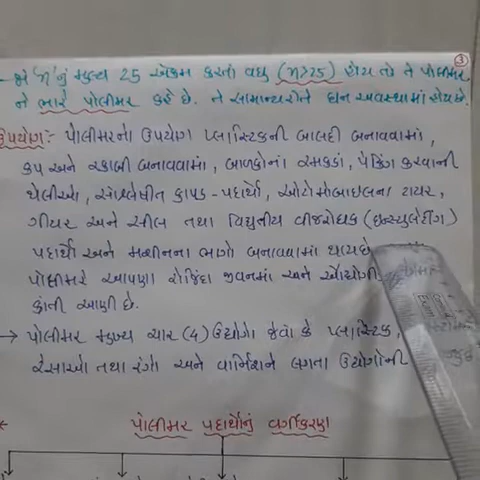 ③
- જો 'n' નું મુલ્ય 25 એકમ કરતાં વધુ (n>25) હોય તો તે પોલીમર
ને ભારે પોલીમર કહે છે. તે સામાન્ય રીતે ઘન અવસ્થામાં હોય છે.
ઉપયોગ:- પોલીમરનો ઉપયોગ પ્લાસ્ટિકની બાલદી બનાવવામાં,
કપ અને રકાબી બનાવવામાં, બાળકોનાં રમકડાં, પેકિંગ કરવાની
થેલીઓ, સંશ્લેષીત કાપડ-પદાર્થો, ઓટોમોબાઇલના ટાયર,
ગીયર અને સીલ તથા વિદ્યુતીય વીજરોધક (ઇન્સ્યુલેટીંગ)
પદાર્થો અને મશીનના ભાગો બનાવવામાં થાય છે
પોલીમરે આપણા રોજિંદા જીવનમાં અને ઔદ્યોગી
ક્રાંતી આણી છે.
→ પોલીમર મુખ્ય ચાર (4) ઉદ્યોગો જેવા કે પ્લાસ્ટિક,
રેસાઓ તથા રંગો અને વાર્નિશને લગતા ઉદ્યોગોની
પોલીમર પદાર્થોનું વર્ગીકરણ